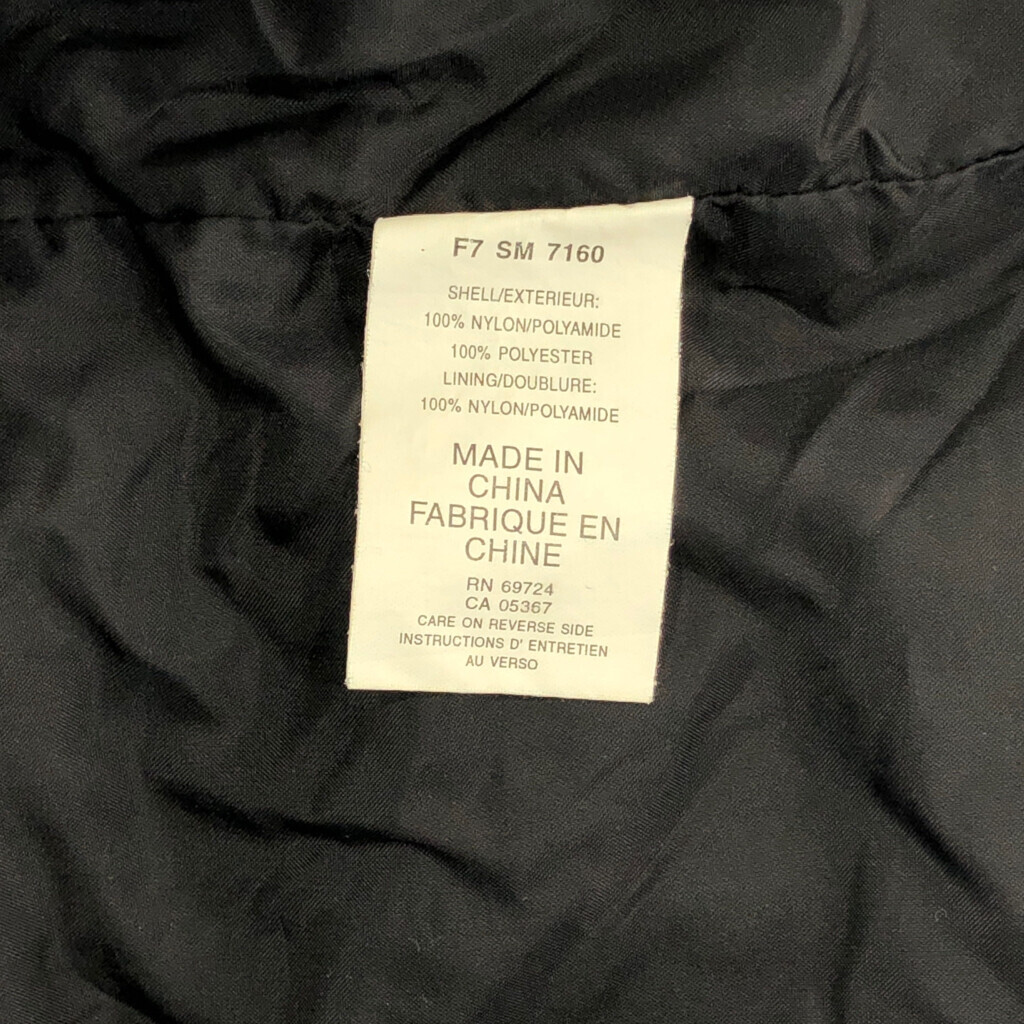 F7 SM 7160
SHELL/EXTERIEUR:
100% NYLON/POLYAMIDE
100% POLYESTER
LINING/DOUBLURE:
100% NYLON/POLYAMIDE
MADE IN
CHINA
FABRIQUE EN
CHINE
RN 69724
CA 05367
CARE ON REVERSE SIDE
INSTRUCTIONS D' ENTRETIEN
AU VERSO